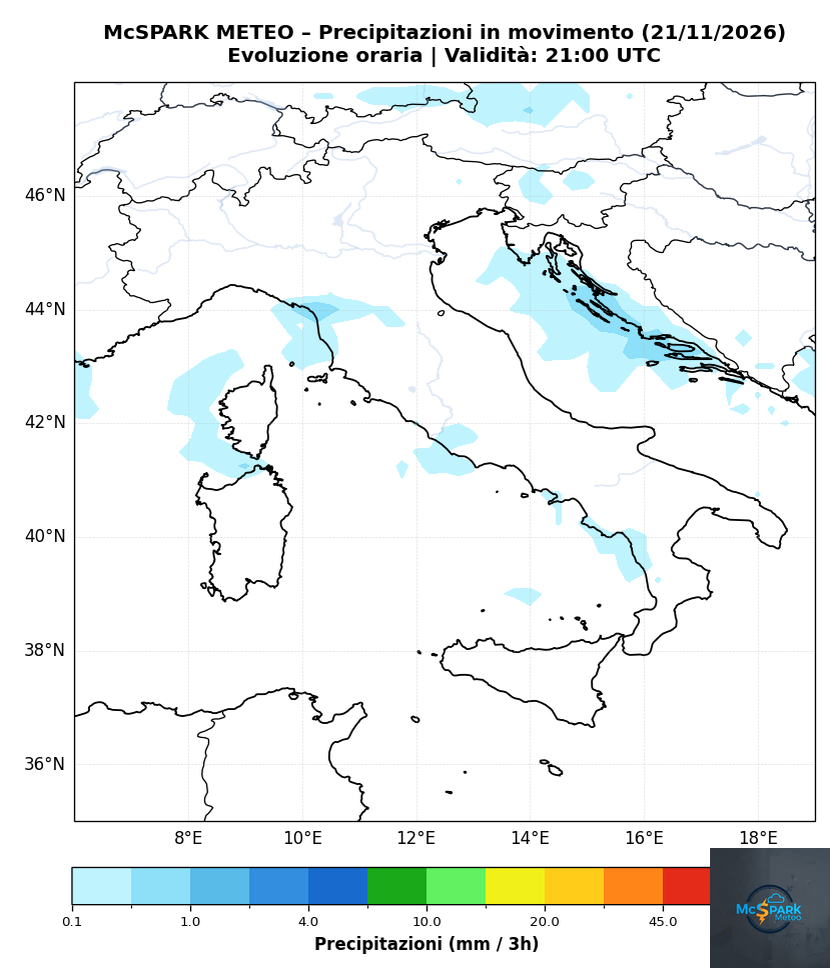 McSPARK METEO – Precipitazioni in movimento (21/11/2026)
Evoluzione oraria | Validità: 21:00 UTC
46°N
44°N
42°N
40°N
38°N
36°N
8°E 10°E 12°E 14°E 16°E 18°E
0.1 1.0 4.0 10.0 20.0 45.0
Precipitazioni (mm / 3h)
McSPARK
Meteo